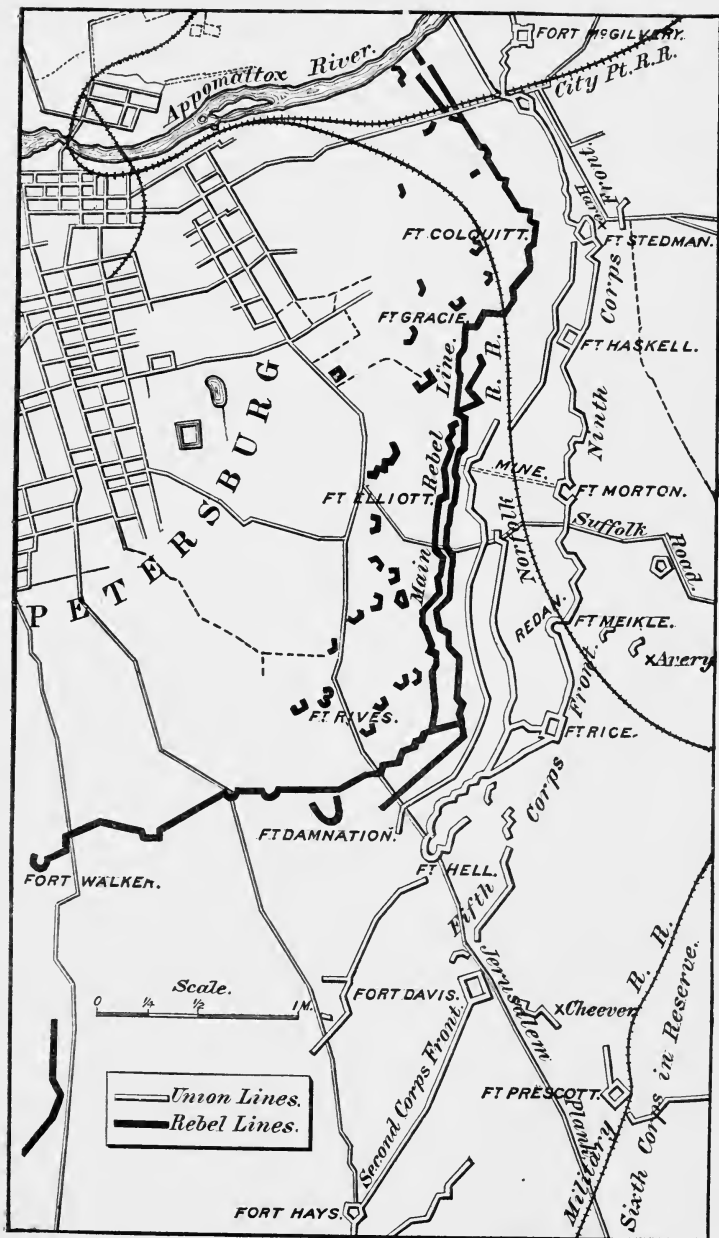 FORT McGILVERY.
Appomattox River.
City Pt. R.R.
Front.
Hare x
FT COLQUITT.
FT STEDMAN.
FT GRACIE.
FT HASKELL.
Ninth Corps
Main Rebel Line.
Norfolk R. R.
MINE.
FT ELLIOTT.
FT MORTON.
Suffolk Road.
PETERSBURG
REDAN.
FT MEIKLE.
x Avery
FT RIVES.
FT RICE.
Fifth Corps Front.
FT DAMNATION.
FT HELL.
FORT WALKER.
Scale.
0 1/4 1/2 1 M.
FORT DAVIS.
Jerusalem Plank
x Cheever
Second Corps Front.
FT PRESCOTT.
Military R. R.
Sixth Corps in Reserve.
Union Lines.
Rebel Lines.
FORT HAYS.